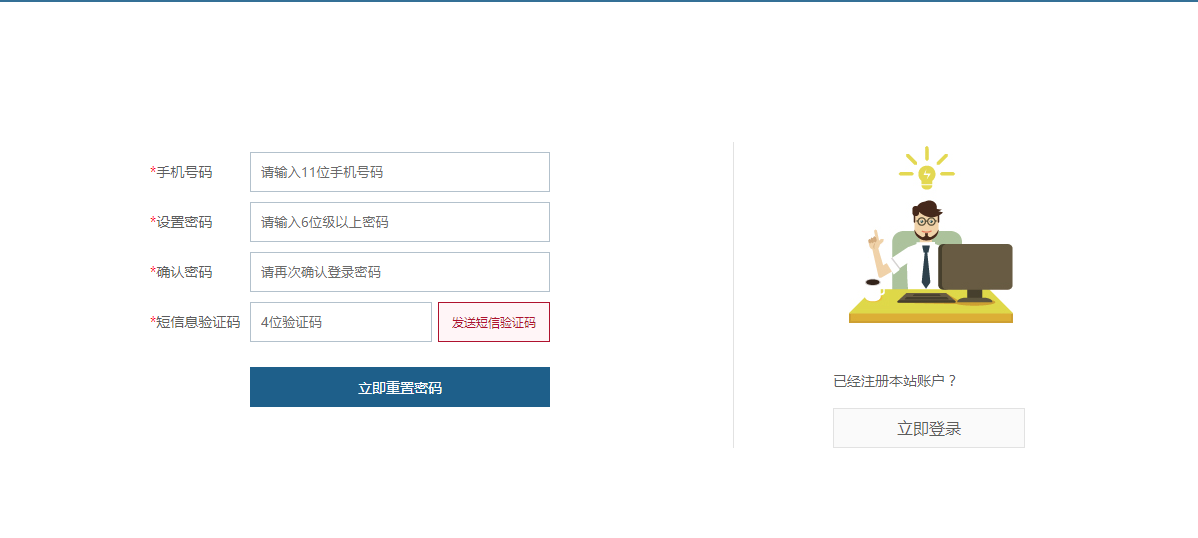 *手机号码 请输入11位手机号码
*设置密码 请输入6位级以上密码
*确认密码 请再次确认登录密码
*短信息验证码 4位验证码 发送短信验证码
立即重置密码
已经注册本站账户？
立即登录